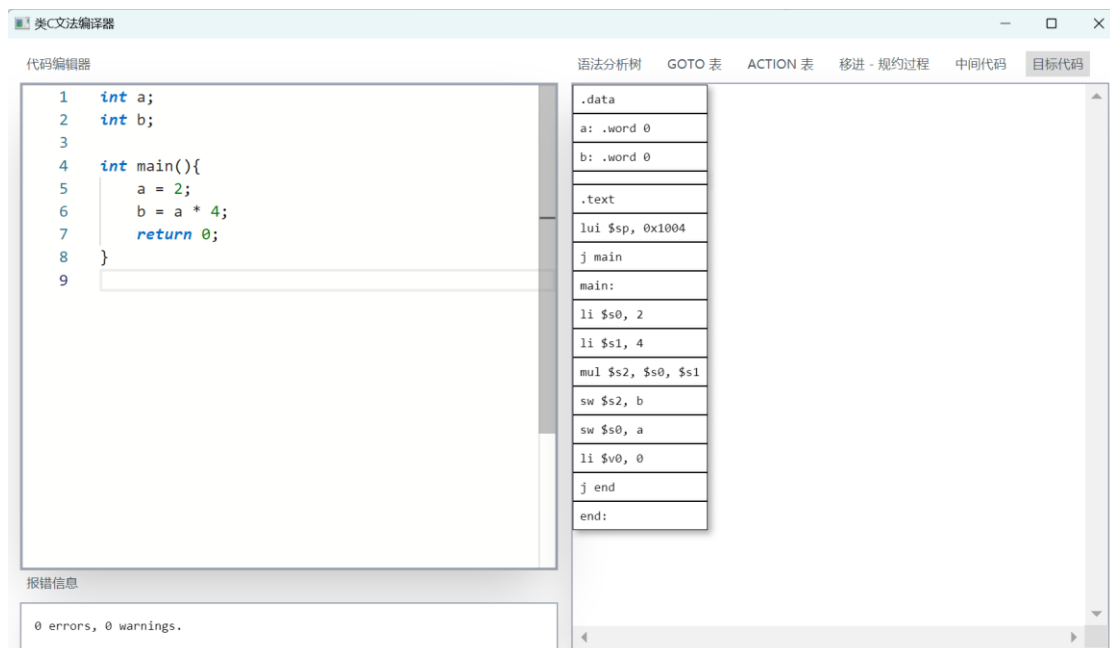 类C文法编译器
代码编辑器
语法分析树 GOTO 表 ACTION 表 移进 - 规约过程 中间代码 目标代码
1 int a;
2 int b;
3
4 int main(){
5 a = 2;
6 b = a * 4;
7 return 0;
8 }
9
.data
a: .word 0
b: .word 0
.text
lui $sp, 0x1004
j main
main:
li $s0, 2
li $s1, 4
mul $s2, $s0, $s1
sw $s2, b
sw $s0, a
li $v0, 0
j end
end:
报错信息
0 errors, 0 warnings.